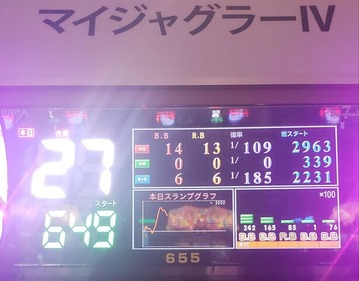 マイジャグラーIV
本日
合算
27
スタート
649
B.B R.B 確率 総スタート
14 13 1/109 2963
0 0 1/0 339
6 6 1/185 2231
本日スランプグラフ
×100
242 165 85 1 76
B.B B.B R.B B.B B.B
655